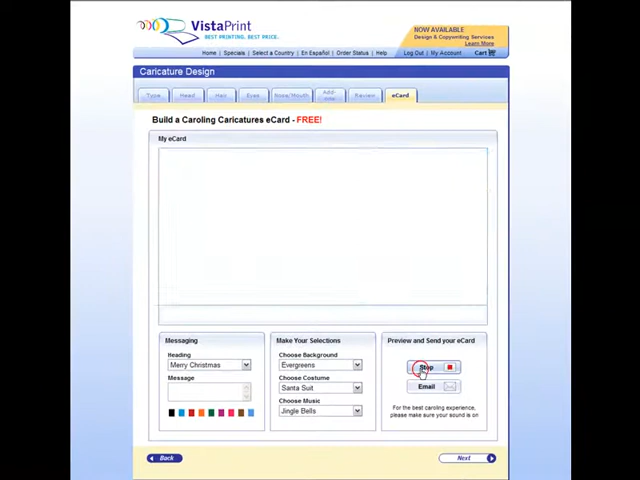 VistaPrint
BEST PRINTING. BEST PRICE.
NOW AVAILABLE
Design & Copywriting Services
Learn More
Home | Specials | Select a Country | En Español | Order Status | Help
Log Out | My Account
Cart
Caricature Design
Type
Head
Hair
Eyes
Nose/Mouth
Add-ons
Review
eCard
Build a Caroling Caricatures eCard - FREE!
My eCard
Messaging
Heading
Merry Christmas
Message
Make Your Selections
Choose Background
Evergreens
Choose Costume
Santa Suit
Choose Music
Jingle Bells
Preview and Send your eCard
Stop
Email
For the best caroling experience,
please make sure your sound is on
Back
Next